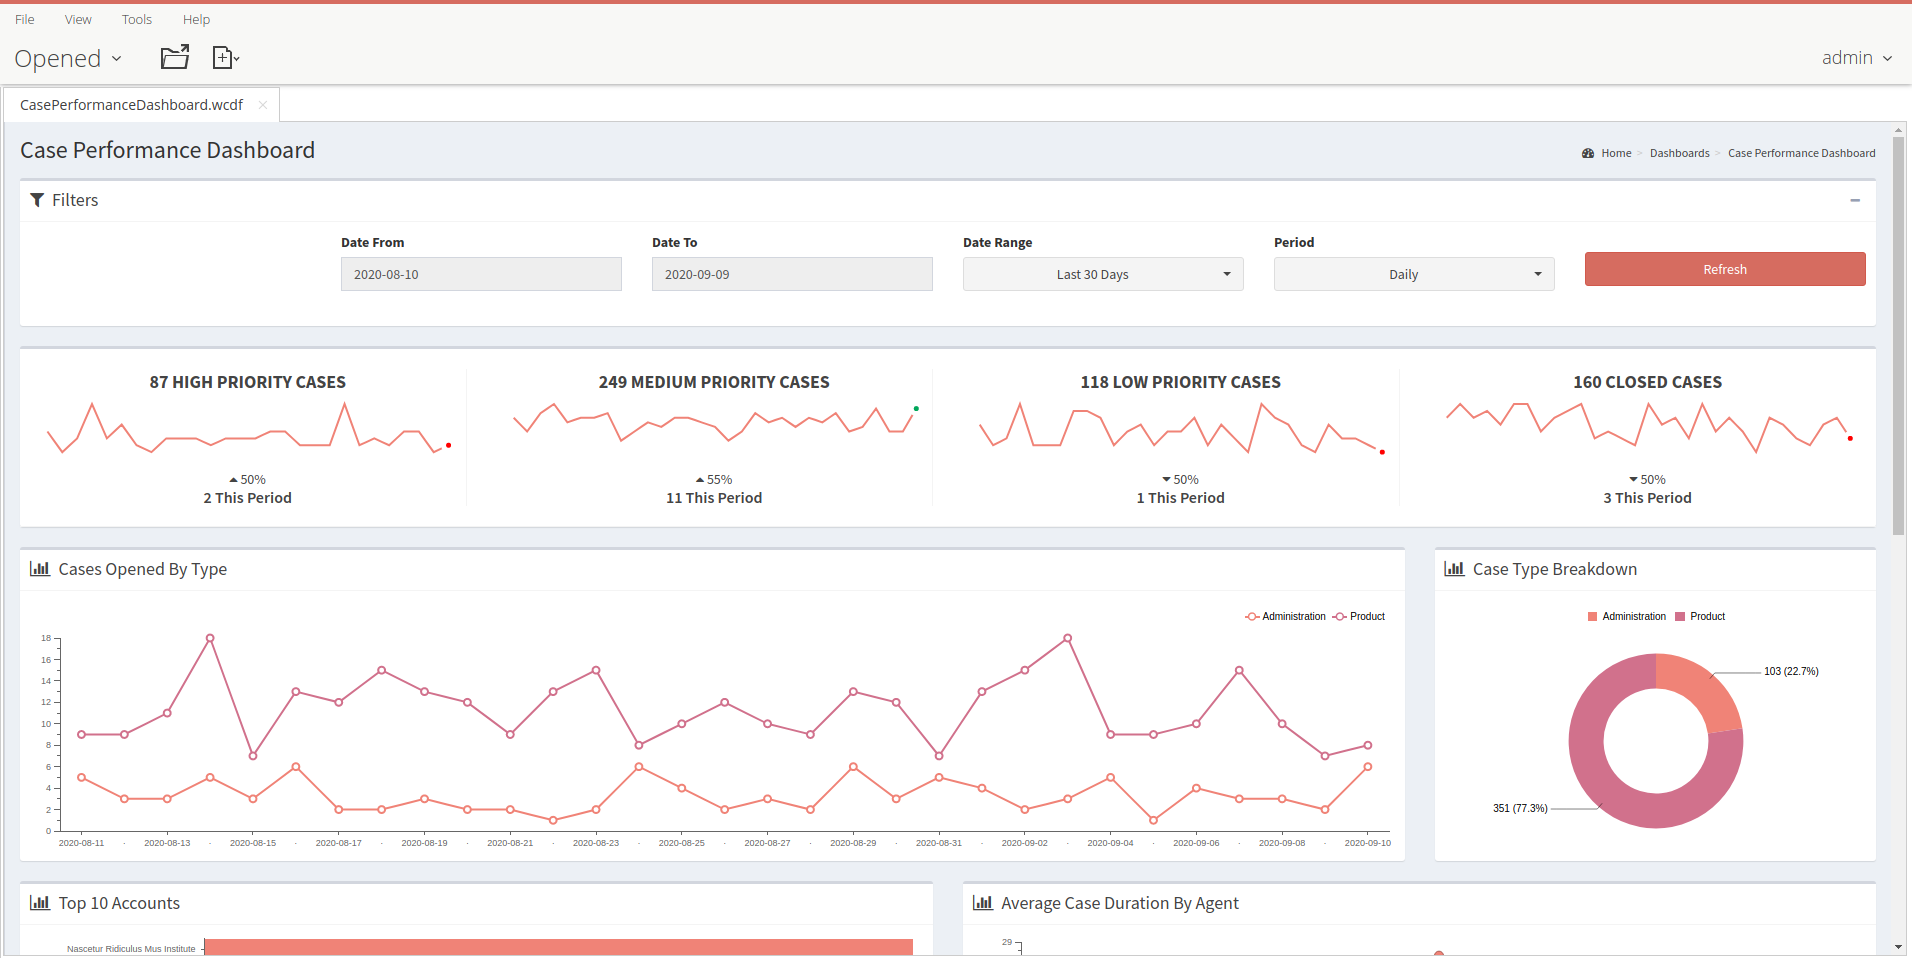 File View Tools Help
Opened
admin
CasePerformanceDashboard.wcdf ×
Case Performance Dashboard
Home > Dashboards > Case Performance Dashboard
Filters
Date From Date To Date Range Period
2020-08-10 2020-09-09 Last 30 Days Daily Refresh
87 HIGH PRIORITY CASES 249 MEDIUM PRIORITY CASES 118 LOW PRIORITY CASES 160 CLOSED CASES
50% 55% 50% 50%
2 This Period 11 This Period 1 This Period 3 This Period
Cases Opened By Type
Administration Product
18
16
14
12
10
8
6
4
2
0
2020-08-11 · 2020-08-13 · 2020-08-15 · 2020-08-17 · 2020-08-19 · 2020-08-21 · 2020-08-23 · 2020-08-25 · 2020-08-27 · 2020-08-29 · 2020-08-31 · 2020-09-02 · 2020-09-04 · 2020-09-06 · 2020-09-08 · 2020-09-10
Case Type Breakdown
Administration Product
103 (22.7%)
351 (77.3%)
Top 10 Accounts
Nascetur Ridiculus Mus Institute
Average Case Duration By Agent
29